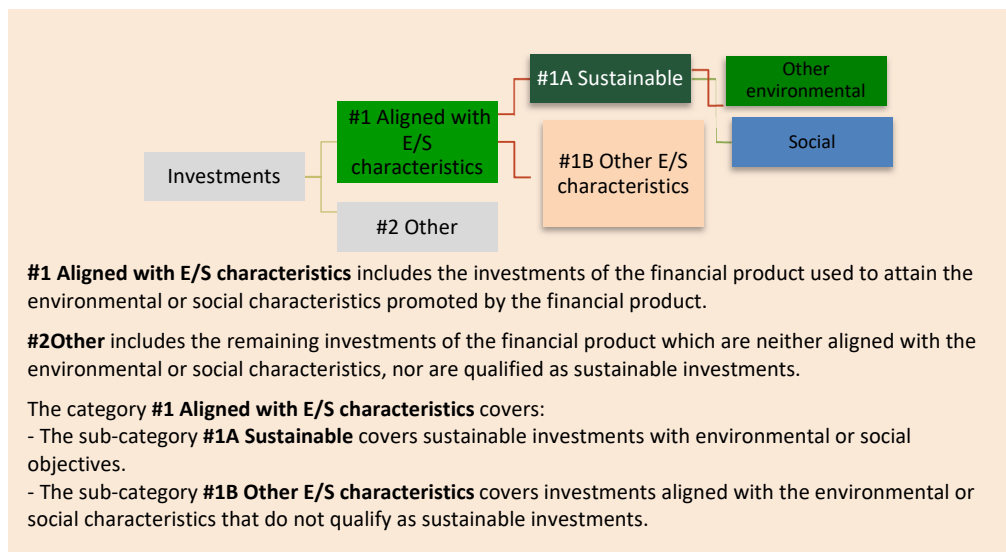 #1A Sustainable
Other
environmental
#1 Aligned with
E/S
characteristics
Social
#1B Other E/S
characteristics
Investments
#2 Other
#1 Aligned with E/S characteristics includes the investments of the financial product used to attain the
environmental or social characteristics promoted by the financial product.
#2Other includes the remaining investments of the financial product which are neither aligned with the
environmental or social characteristics, nor are qualified as sustainable investments.
The category #1 Aligned with E/S characteristics covers:
- The sub-category #1A Sustainable covers sustainable investments with environmental or social
objectives.
- The sub-category #1B Other E/S characteristics covers investments aligned with the environmental or
social characteristics that do not qualify as sustainable investments.